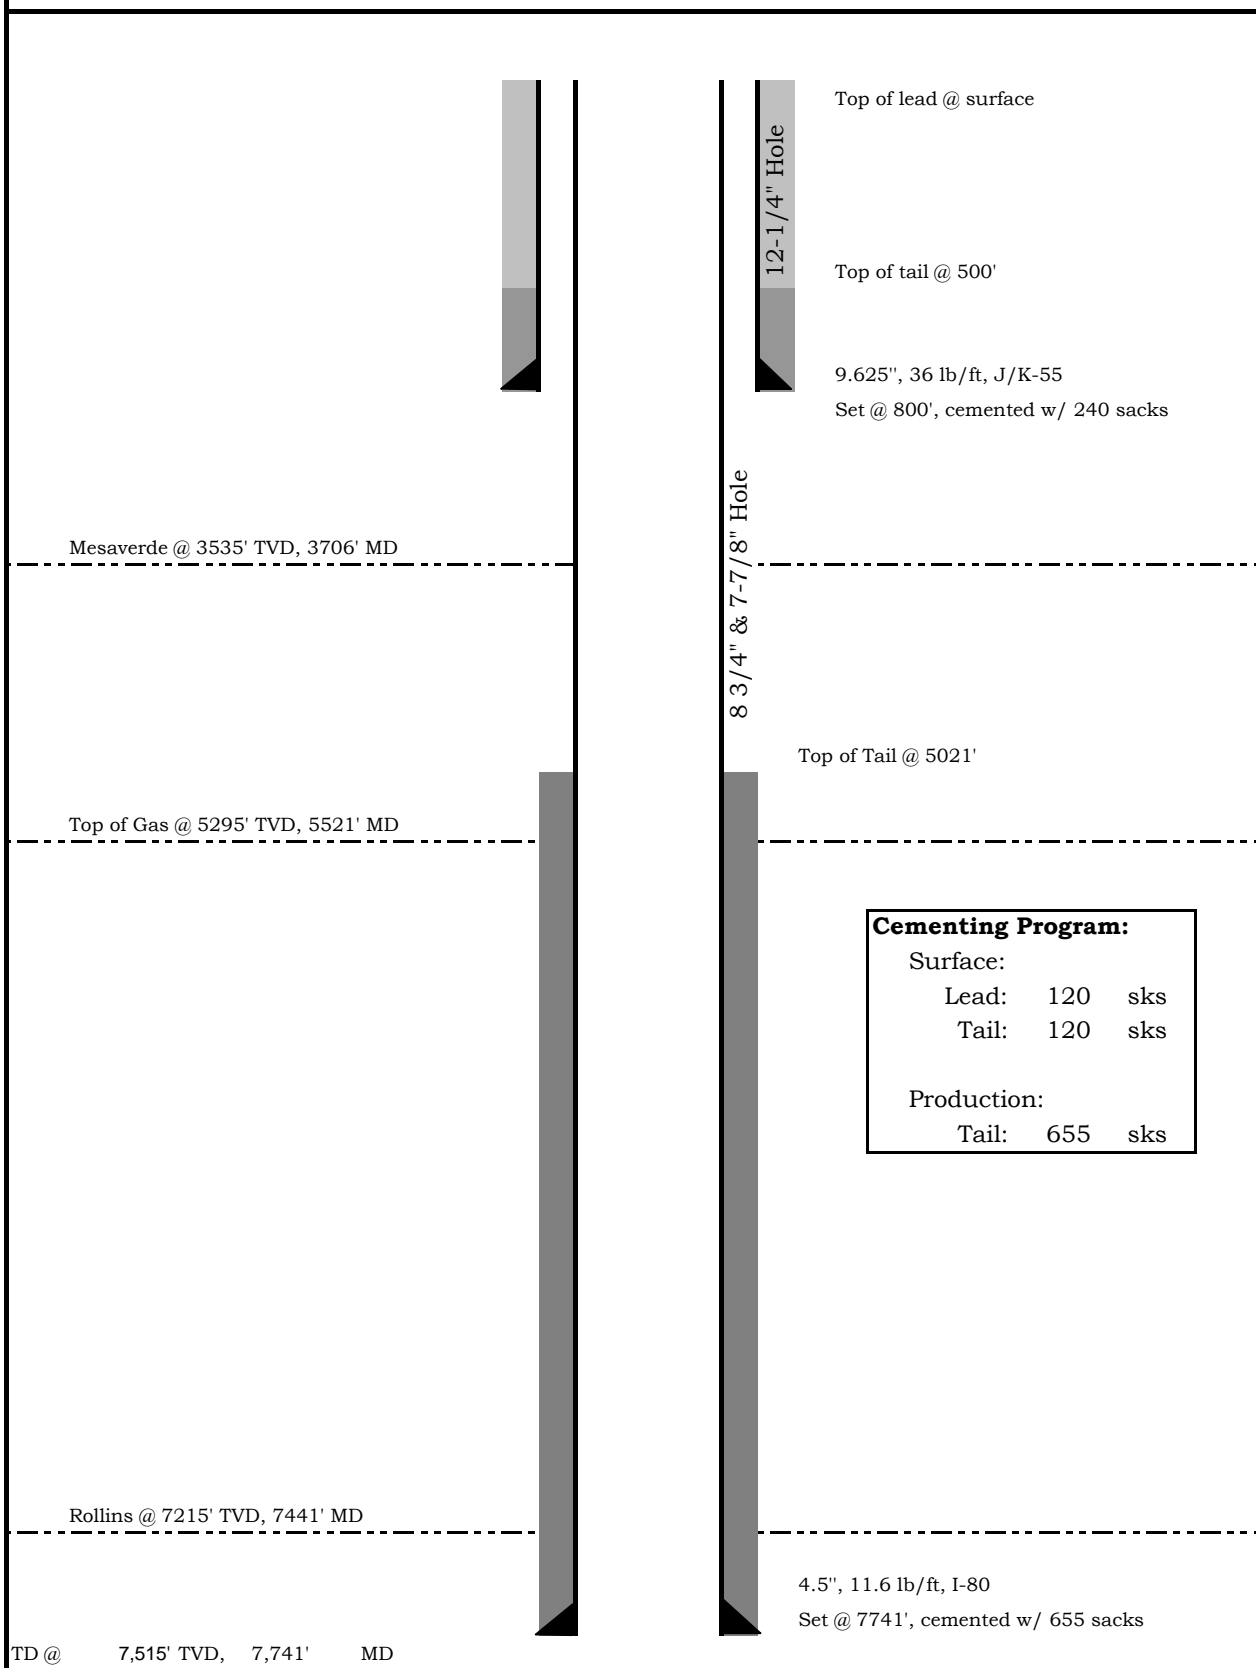 Top of lead @ surface
12-1/4" Hole
Top of tail @ 500'
9.625", 36 lb/ft, J/K-55
Set @ 800', cemented w/ 240 sacks
8 3/4" & 7-7/8" Hole
Mesaverde @ 3535' TVD, 3706' MD
Top of Tail @ 5021'
Top of Gas @ 5295' TVD, 5521' MD
Cementing Program:
Surface:
Lead: 120 sks
Tail: 120 sks
Production:
Tail: 655 sks
Rollins @ 7215' TVD, 7441' MD
4.5", 11.6 lb/ft, I-80
Set @ 7741', cemented w/ 655 sacks
TD @ 7,515' TVD, 7,741' MD